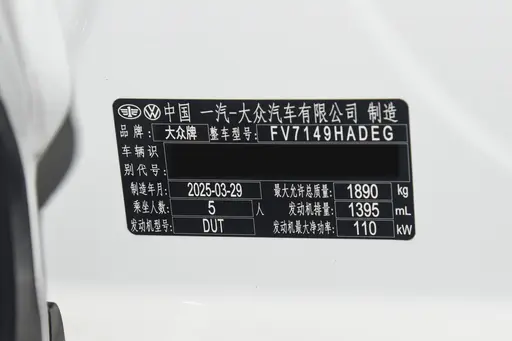 中国 一汽-大众汽车有限公司 制造
品牌: 大众牌 整车型号: FV7149HADEG
车辆识
别代号:
制造年月: 2025-03-29 最大允许总质量: 1890 kg
乘坐人数: 5 人 发动机排量: 1395 mL
发动机型号: DUT 发动机最大净功率: 110 kW